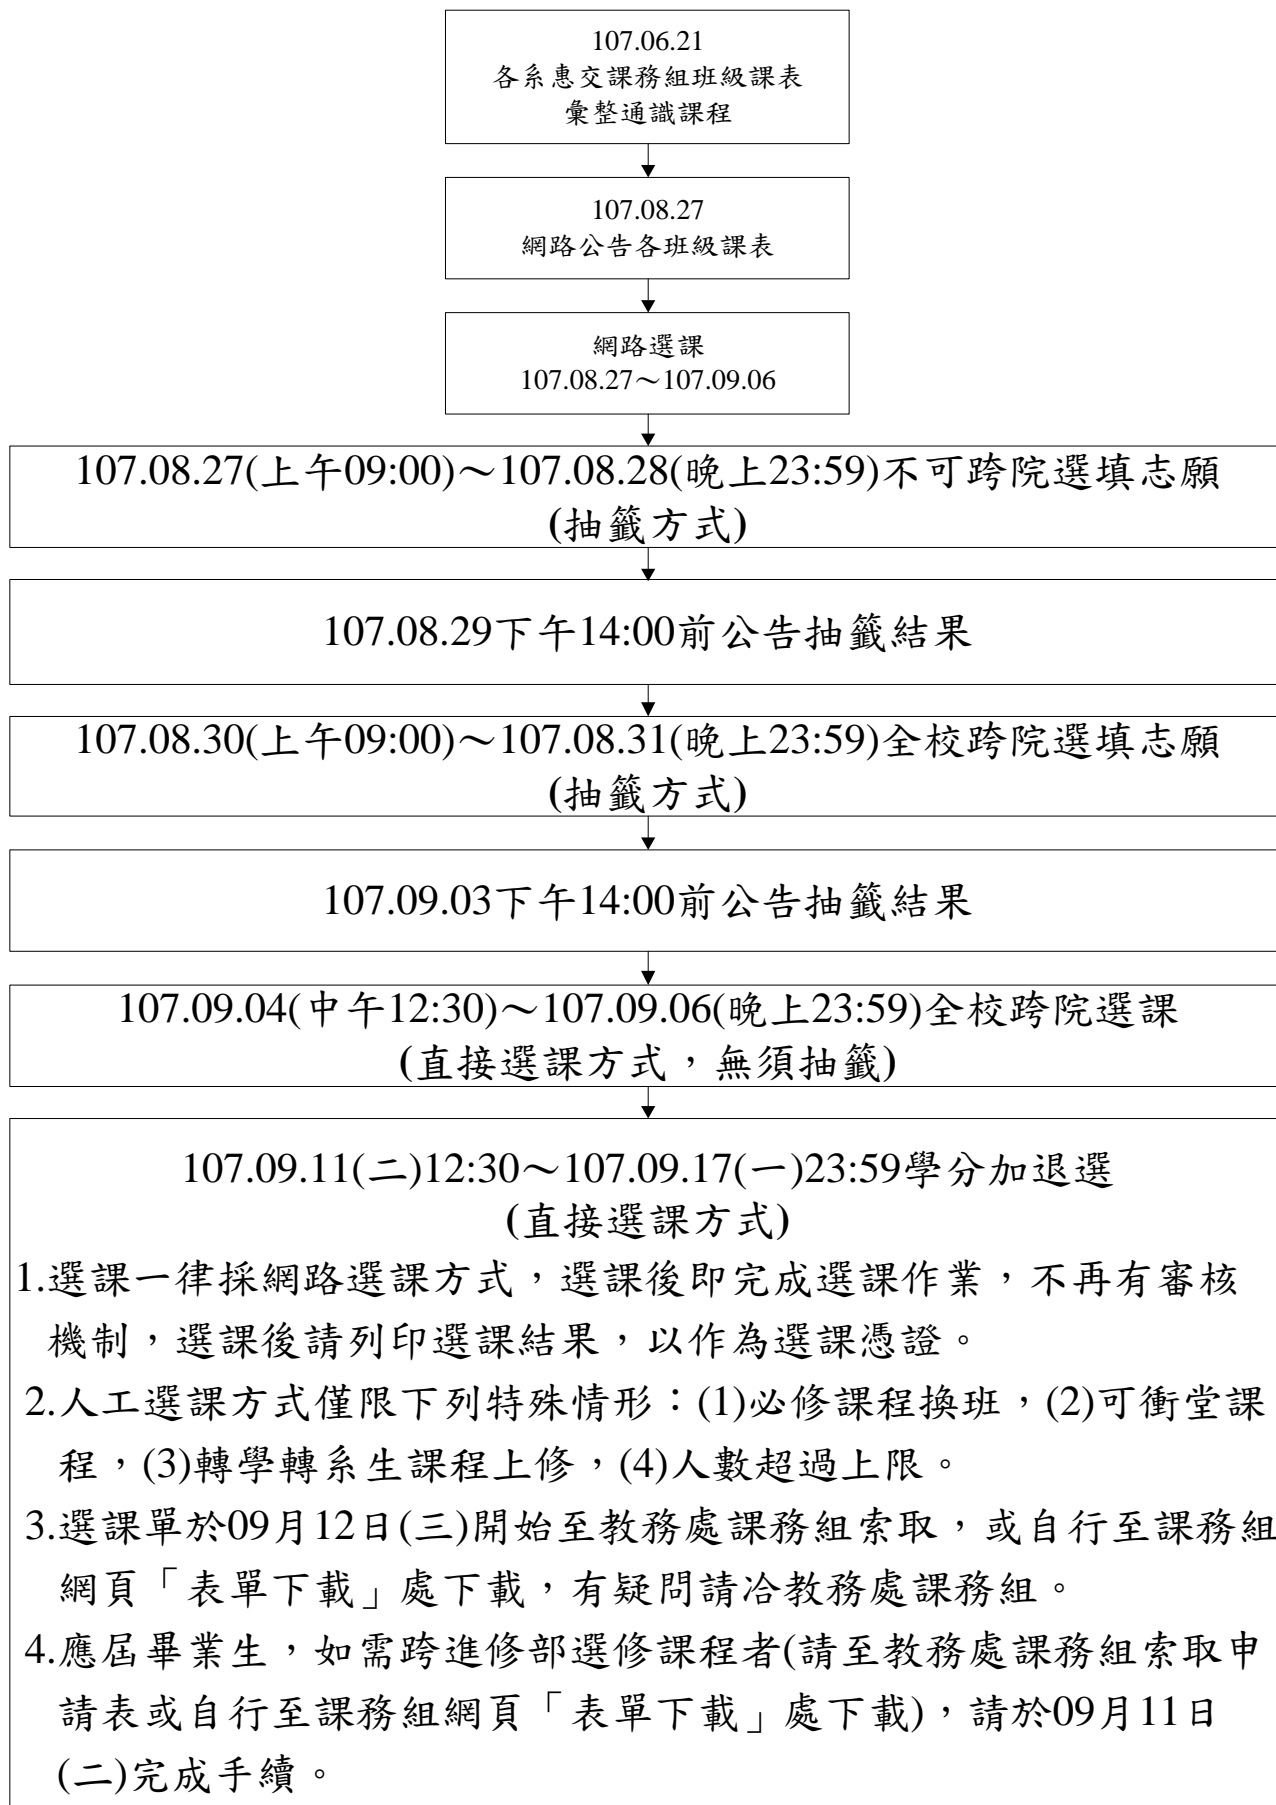 107.06.21
各系惠交課務組班級課表
彙整通識課程
107.08.27
網路公告各班級課表
網路選課
107.08.27～107.09.06
107.08.27(上午09:00)～107.08.28(晚上23:59)不可跨院選填志願
(抽籤方式)
107.08.29下午14:00前公告抽籤結果
107.08.30(上午09:00)～107.08.31(晚上23:59)全校跨院選填志願
(抽籤方式)
107.09.03下午14:00前公告抽籤結果
107.09.04(中午12:30)～107.09.06(晚上23:59)全校跨院選課
(直接選課方式，無須抽籤)
107.09.11(二)12:30～107.09.17(一)23:59學分加退選
(直接選課方式)
1.選課一律採網路選課方式，選課後即完成選課作業，不再有審核
機制，選課後請列印選課結果，以作為選課憑證。
2.人工選課方式僅限下列特殊情形：(1)必修課程換班，(2)可衝堂課
程，(3)轉學轉系生課程上修，(4)人數超過上限。
3.選課單於09月12日(三)開始至教務處課務組索取，或自行至課務組
網頁「表單下載」處下載，有疑問請洽教務處課務組。
4.應屆畢業生，如需跨進修部選修課程者(請至教務處課務組索取申
請表或自行至課務組網頁「表單下載」處下載)，請於09月11日
(二)完成手續。